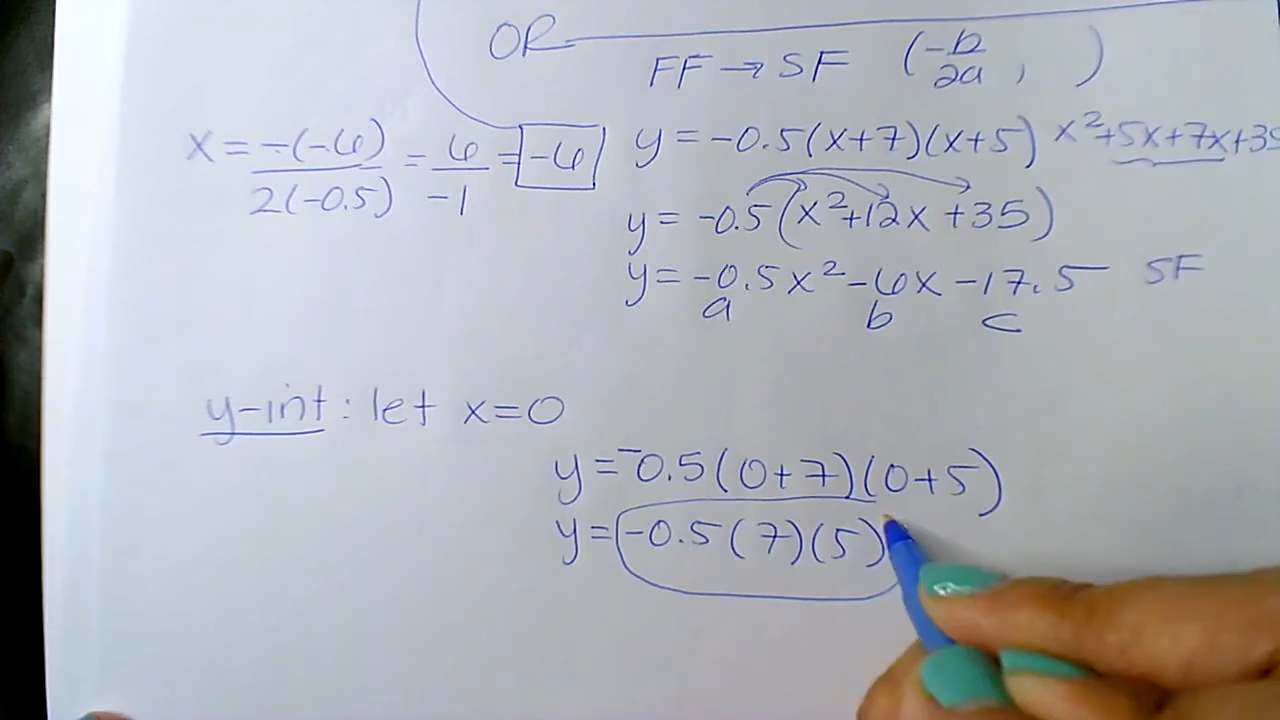 OR
FF → SF (-b/2a, )
x = -(-6)/2(-0.5) = 6/-1 = -6
y = -0.5(x+7)(x+5) x²+5x+7x+35
y = -0.5(x²+12x+35)
y = -0.5x² -6x -17.5 SF
a b c
y-int: let x=0
y = -0.5(0+7)(0+5)
y = -0.5(7)(5)